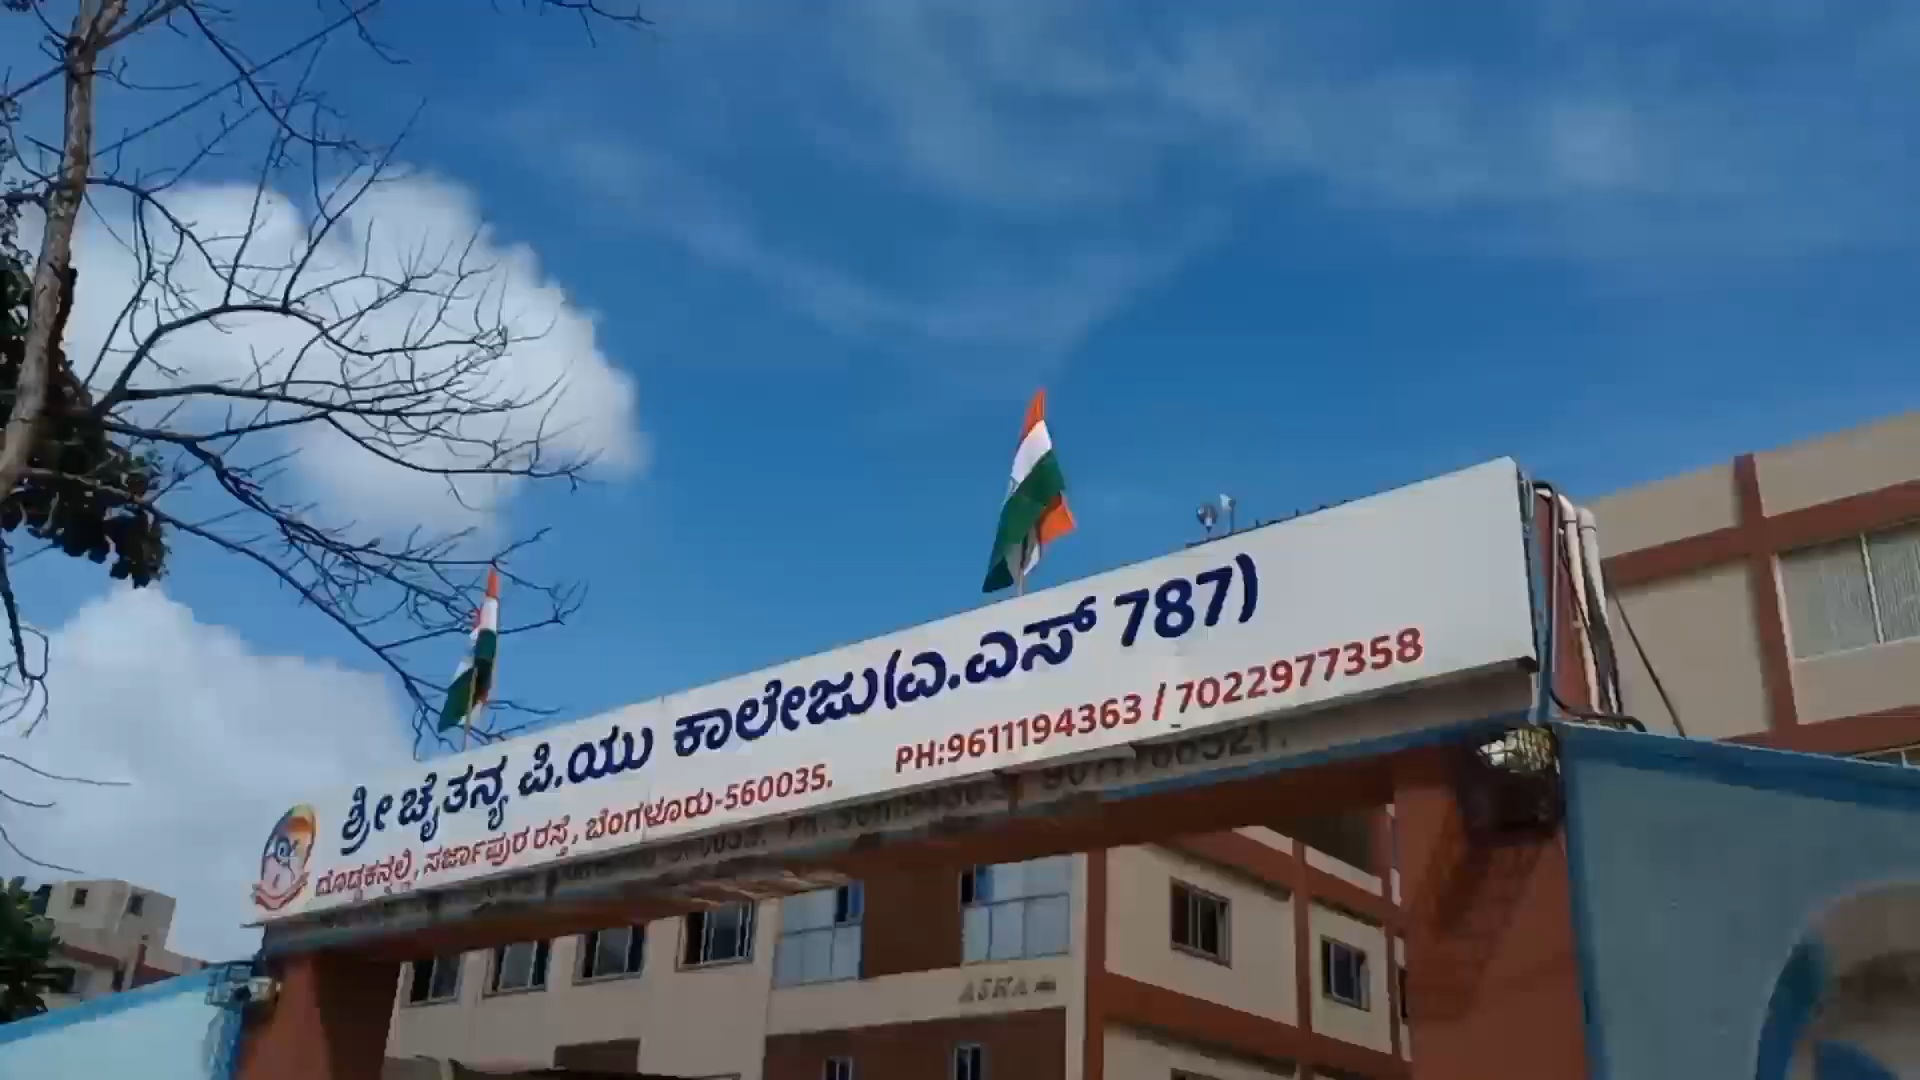 ಶ್ರೀ ಚೈತನ್ಯ ಪಿ.ಯು ಕಾಲೇಜು(ಎ.ಎಸ್ 787)
ದೊಡ್ಡಕನ್ನಲ್ಲಿ, ಸರ್ಜಾಪುರ ರಸ್ತೆ, ಬೆಂಗಳೂರು-560035. PH:9611194363 / 7022977358